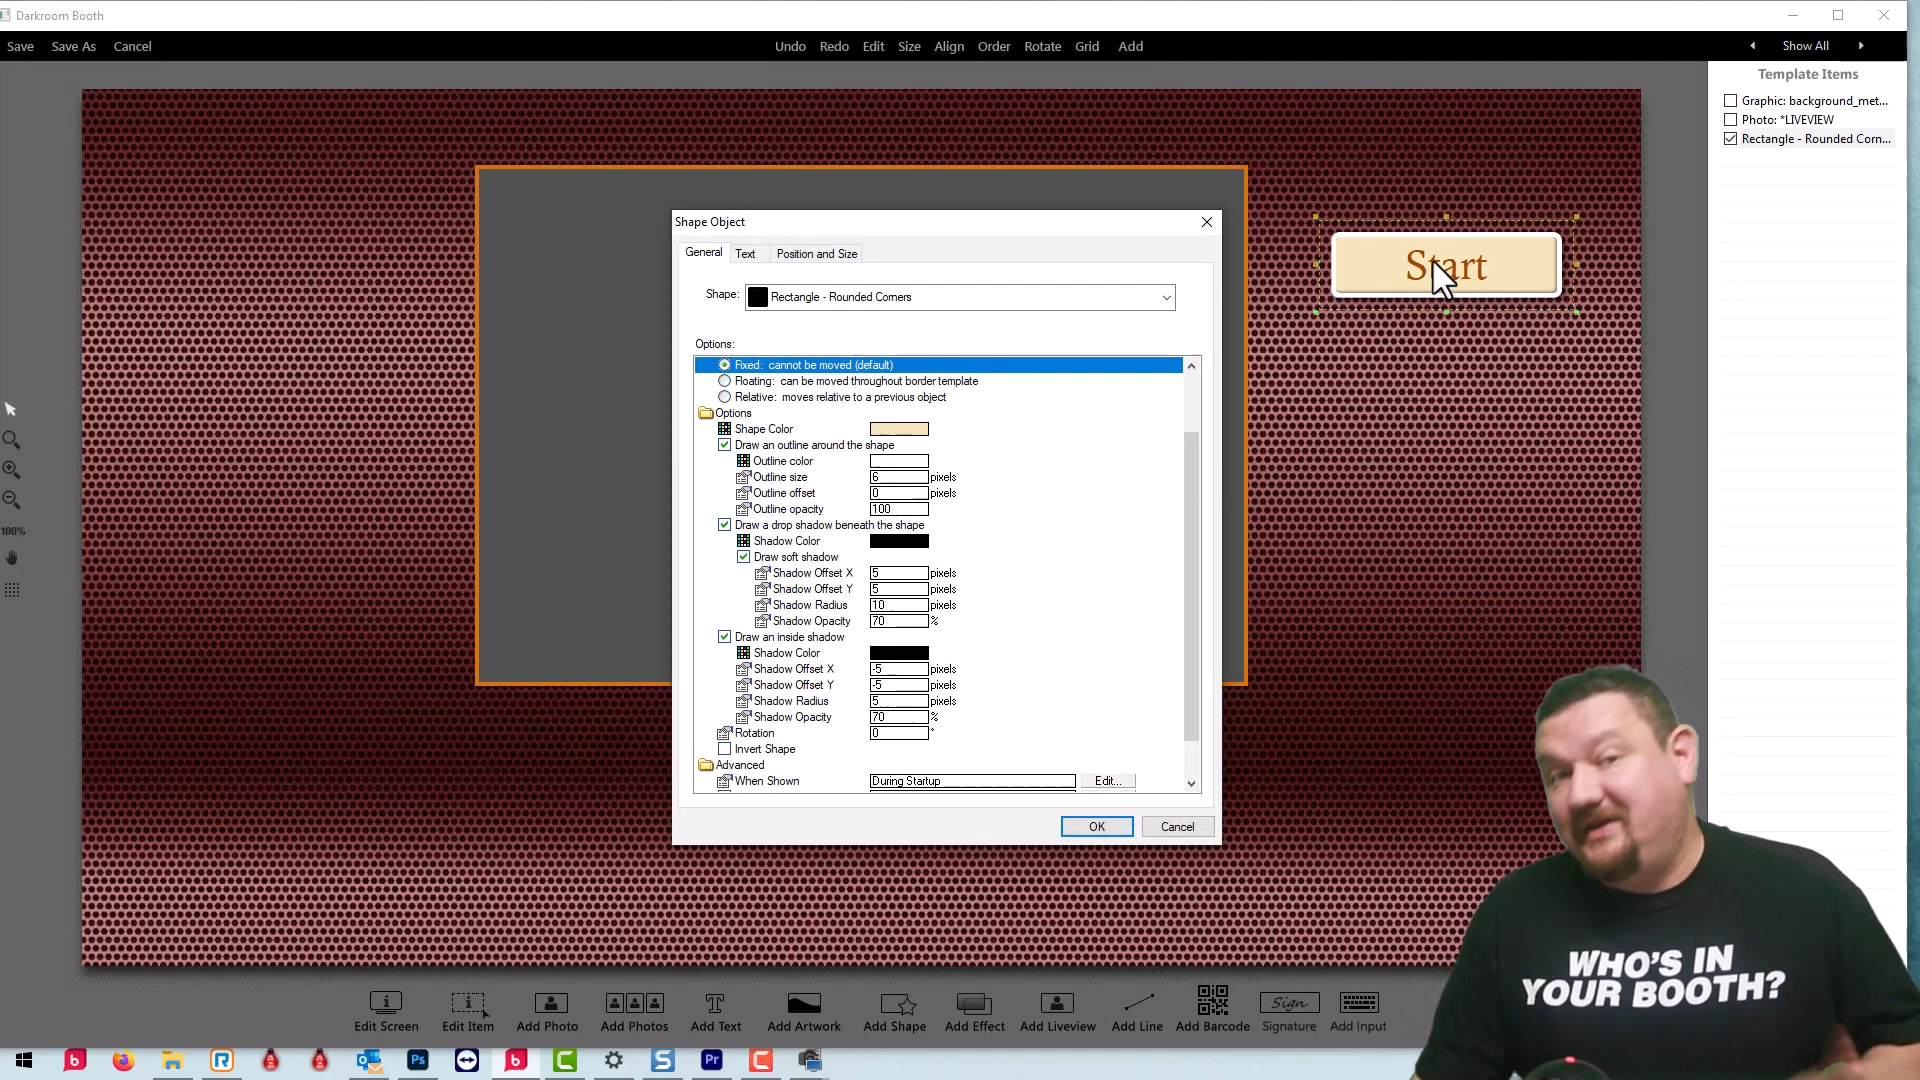 Darkroom Booth
Save Save As Cancel Undo Redo Edit Size Align Order Rotate Grid Add Show All
Template Items
Graphic: background_met...
Photo: *LIVEVIEW
Rectangle - Rounded Corn...
Start
Shape Object
General Text Position and Size
Shape: Rectangle - Rounded Corners
Options:
Fixed: cannot be moved (default)
Floating: can be moved throughout border template
Relative: moves relative to a previous object
Options
Shape Color
Draw an outline around the shape
Outline color
Outline size 6 pixels
Outline offset 0 pixels
Outline opacity 100
Draw a drop shadow beneath the shape
Shadow Color
Draw soft shadow
Shadow Offset X 5 pixels
Shadow Offset Y 5 pixels
Shadow Radius 10 pixels
Shadow Opacity 70 %
Draw an inside shadow
Shadow Color
Shadow Offset X -5 pixels
Shadow Offset Y -5 pixels
Shadow Radius 5 pixels
Shadow Opacity 70 %
Rotation 0 °
Invert Shape
Advanced
When Shown During Startup Edit...
OK Cancel
100%
WHO'S IN
YOUR BOOTH?
Sign
Edit Screen Edit Item Add Photo Add Photos Add Text Add Artwork Add Shape Add Effect Add Liveview Add Line Add Barcode Signature Add Input
b R Ps b C S Pr C